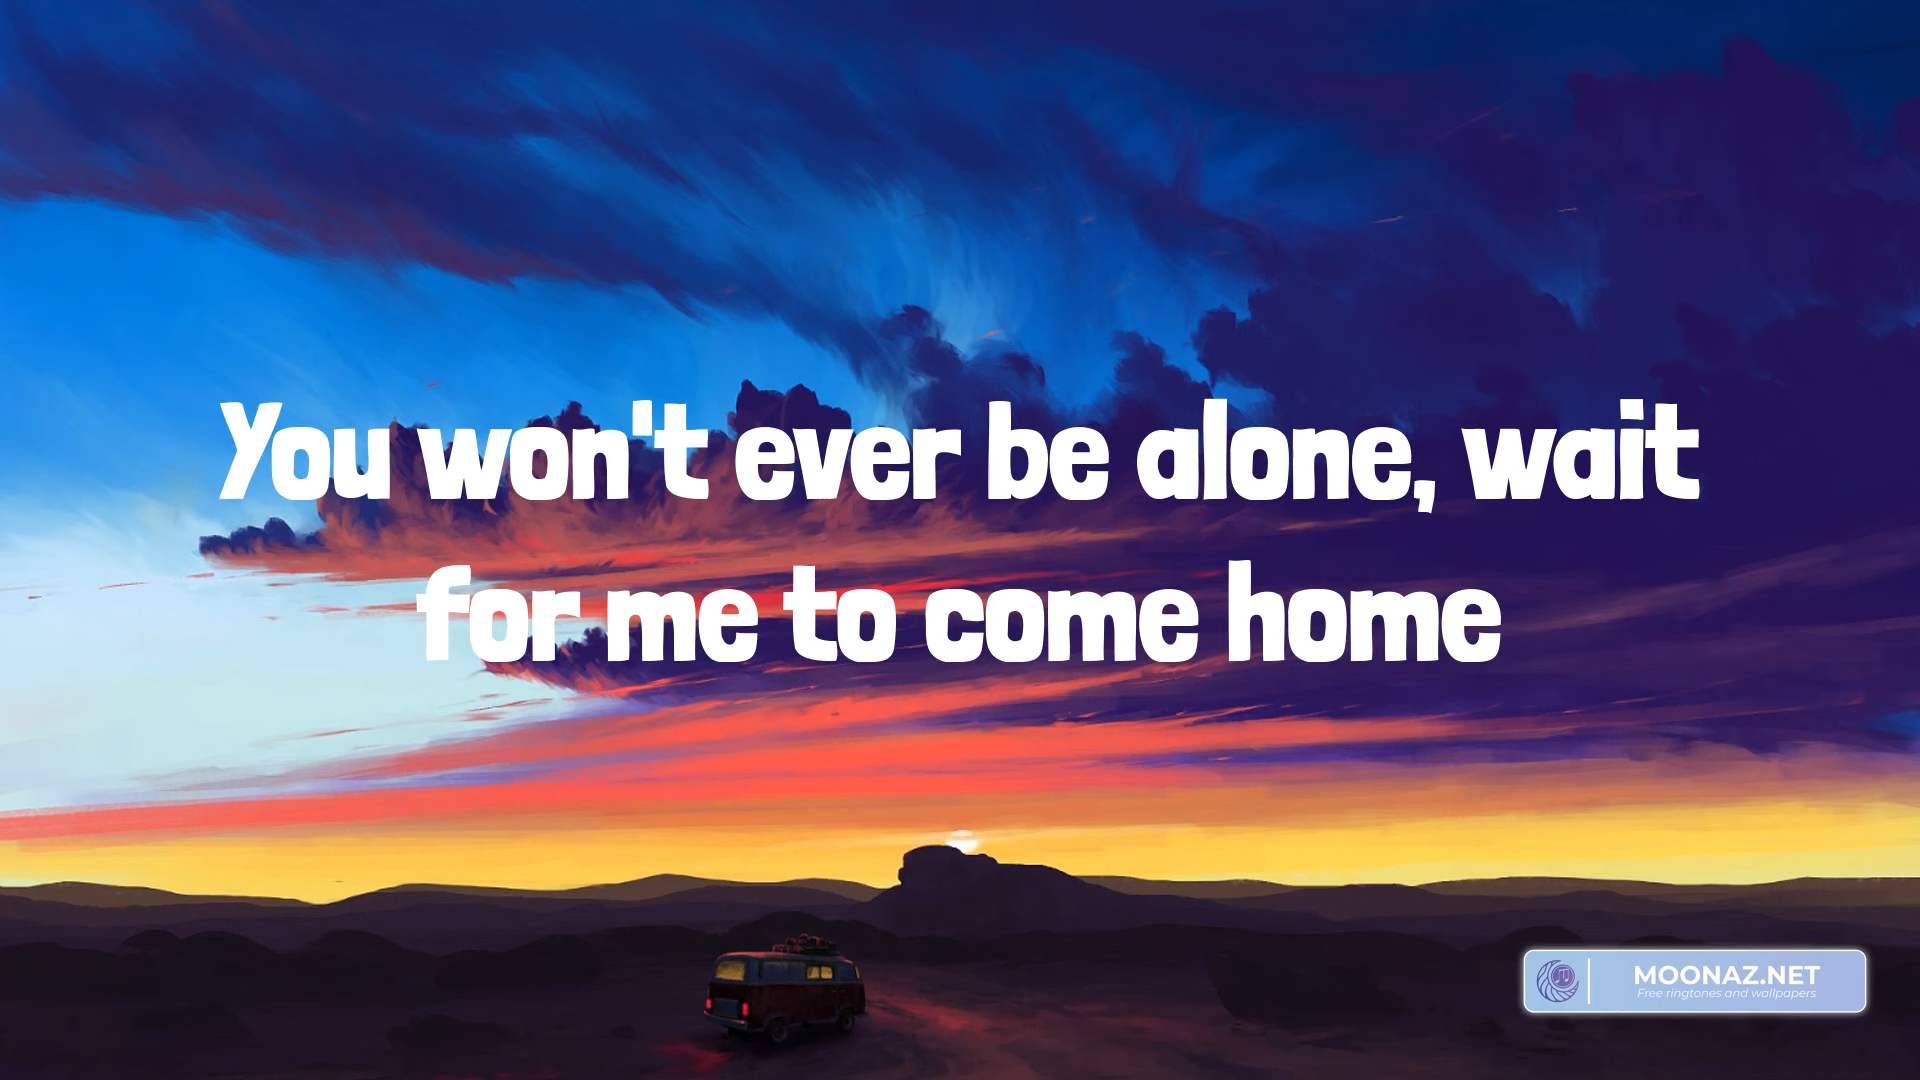 You won't ever be alone, wait
for me to come home
MOONAZ.NET
Free ringtones and wallpapers